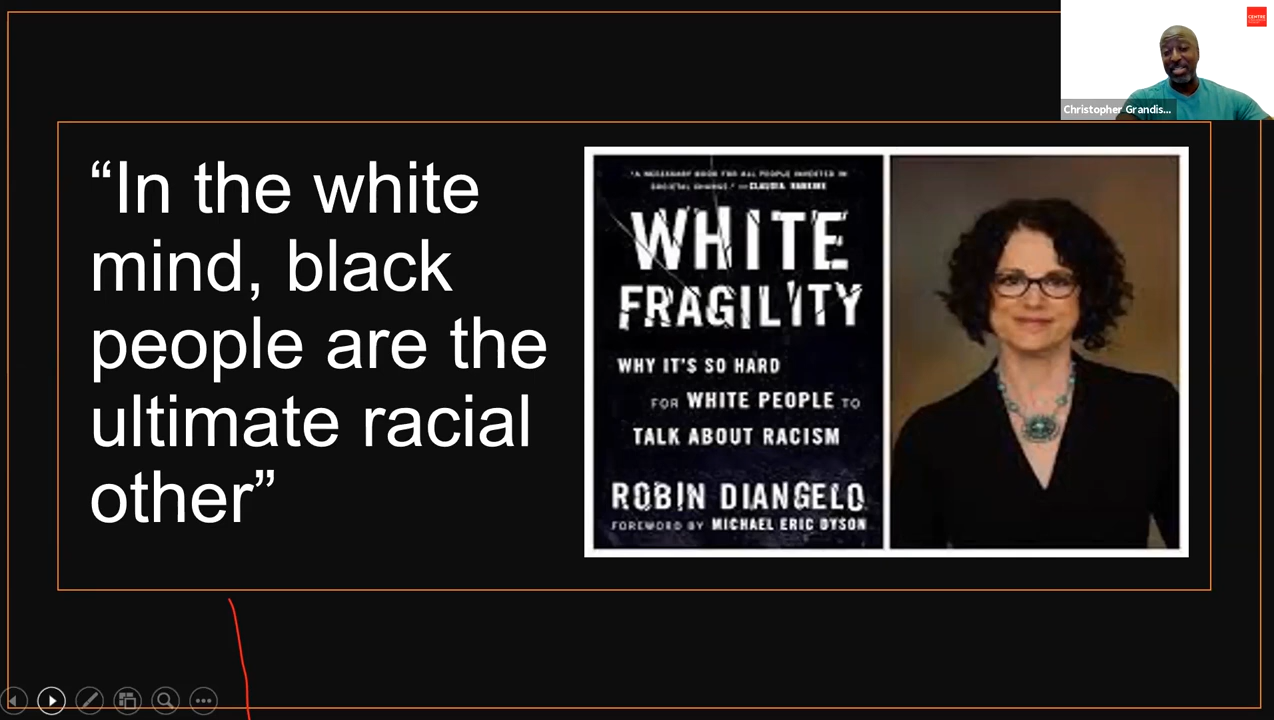 “In the white
mind, black
people are the
ultimate racial
other”
"A NECESSARY BOOK FOR ALL PEOPLE INVESTED IN
SOCIETAL CHANGE." —CLAUDIA RANKINE
WHITE
FRAGILITY
WHY IT'S SO HARD
FOR WHITE PEOPLE TO
TALK ABOUT RACISM
ROBIN DIANGELO
FOREWORD BY MICHAEL ERIC DYSON
CENTRE
Christopher Grandis...